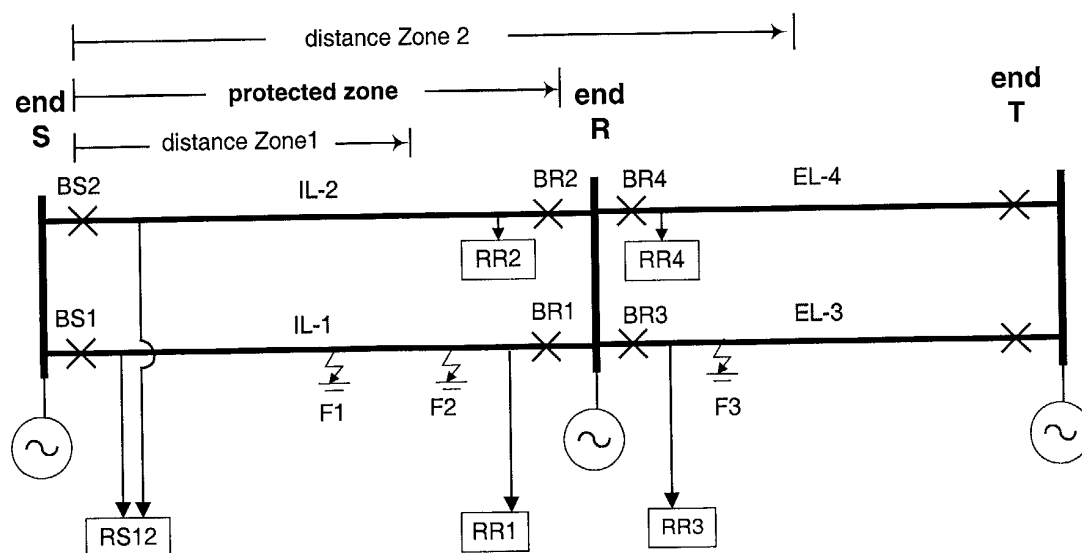 distance Zone 2
end
S
protected zone
end
R
end
T
distance Zone1
BS2
IL-2
BR2
BR4
EL-4
RR2
RR4
BS1
IL-1
BR1
BR3
EL-3
F1
F2
F3
RS12
RR1
RR3